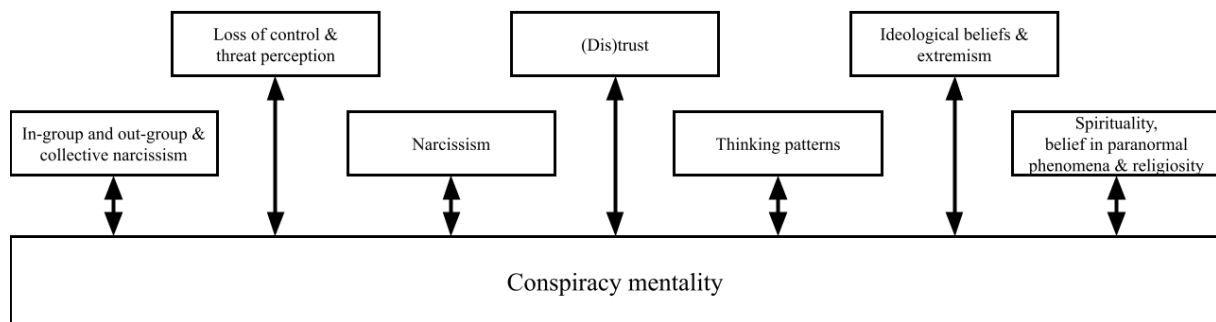 Loss of control &
threat perception
(Dis)trust
Ideological beliefs &
extremism
In-group and out-group &
collective narcissism
Narcissism
Thinking patterns
Spirituality,
belief in paranormal
phenomena & religiosity
Conspiracy mentality